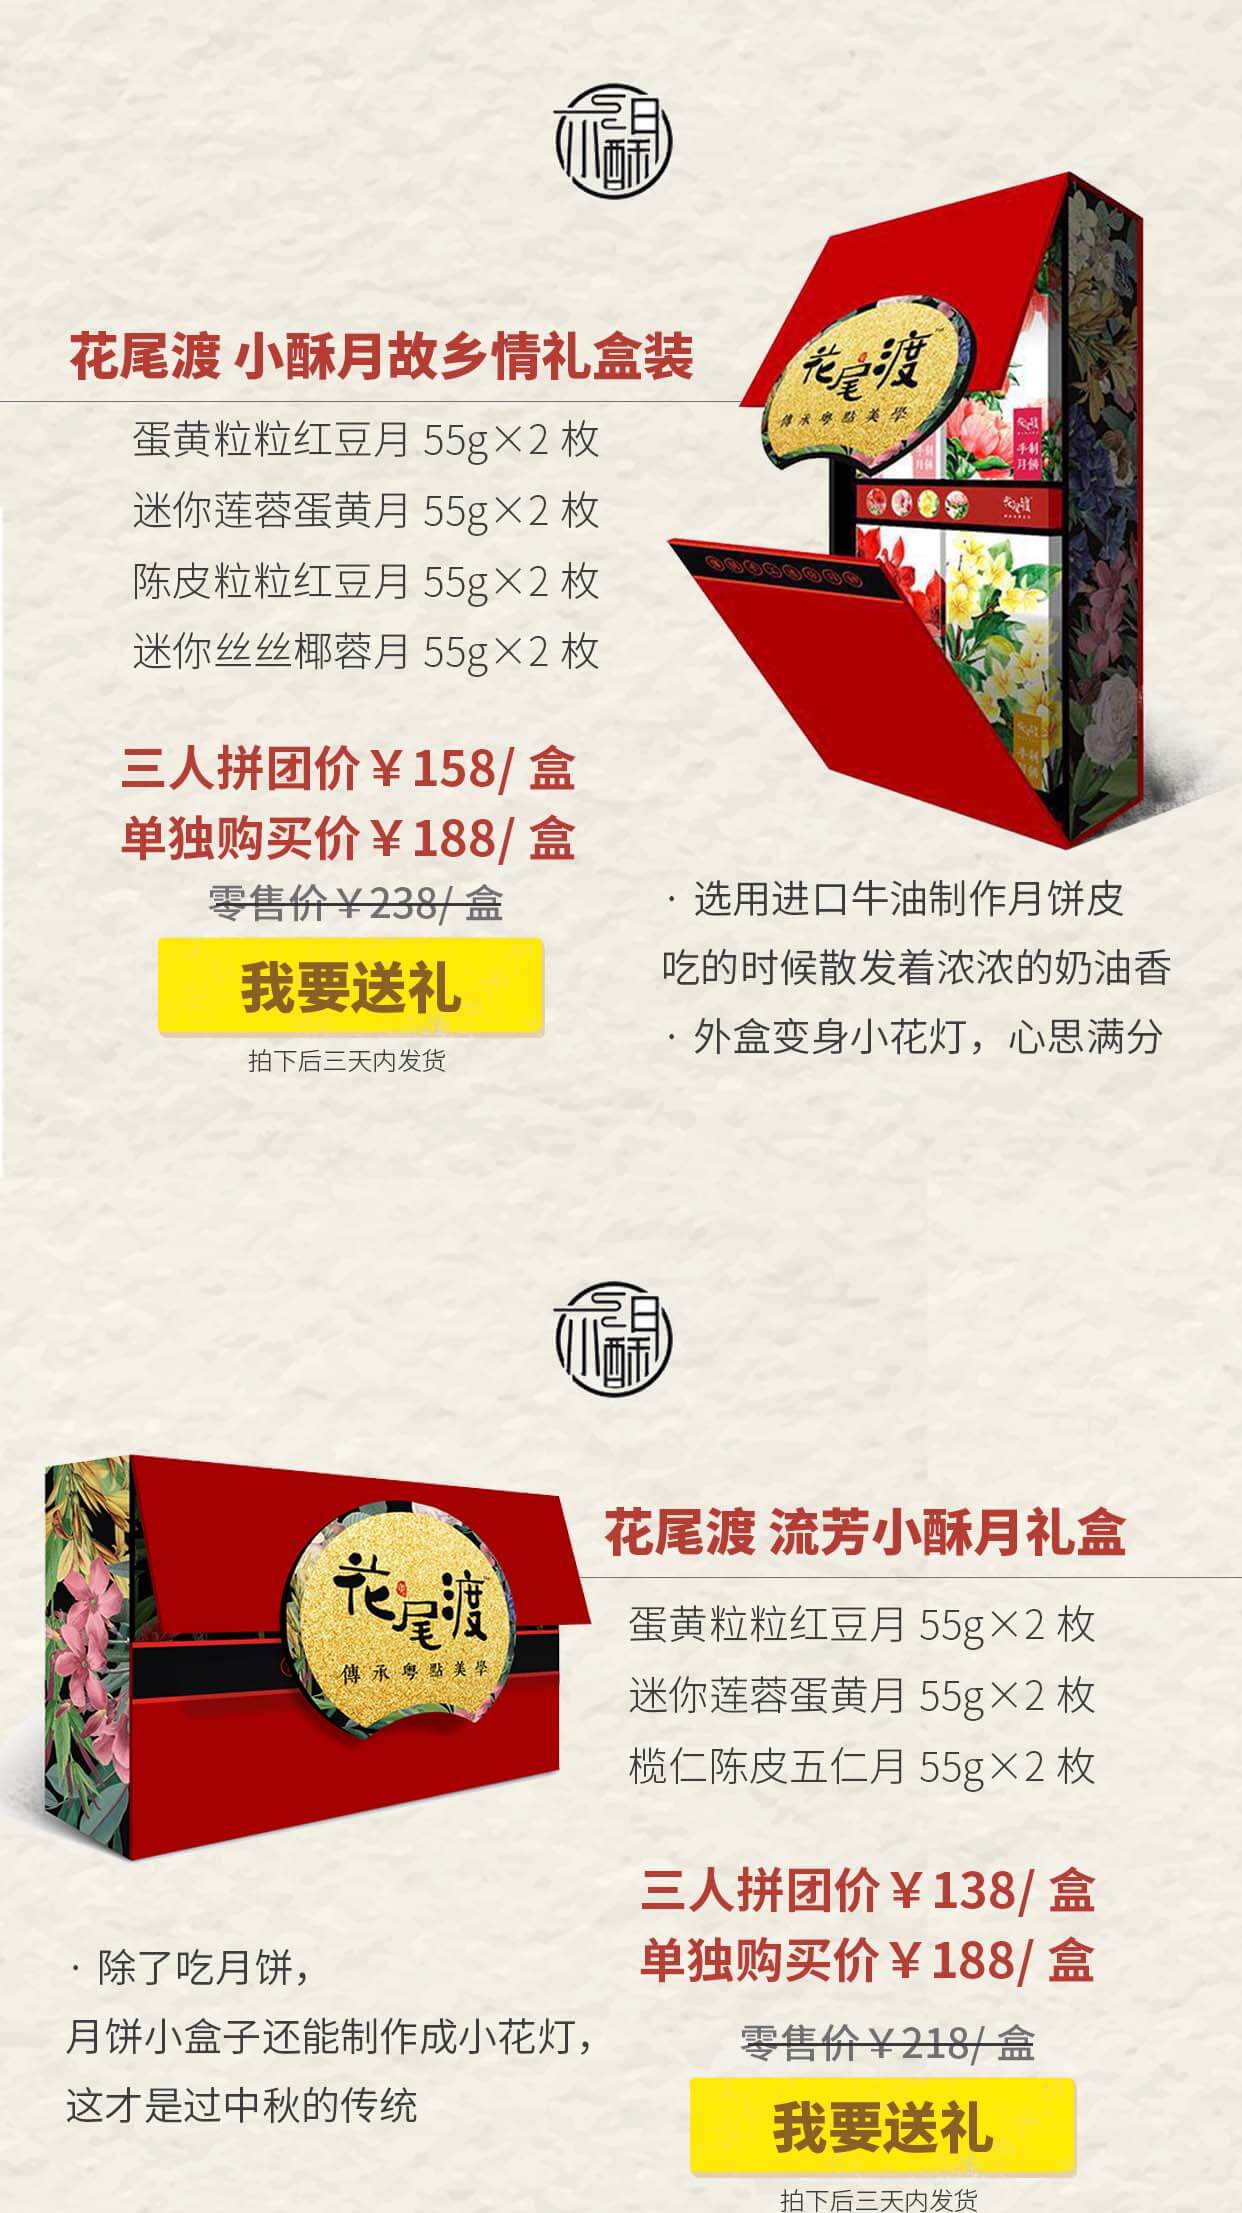 小酥月
花尾渡 小酥月故乡情礼盒装
花尾渡
傳承粤點美學
手制
月饼
蛋黄粒粒红豆月 55g×2 枚
迷你莲蓉蛋黄月 55g×2 枚
陈皮粒粒红豆月 55g×2 枚
迷你丝丝椰蓉月 55g×2 枚
三人拼团价￥158/ 盒
单独购买价￥188/ 盒
零售价￥238/ 盒
我要送礼
拍下后三天内发货
· 选用进口牛油制作月饼皮
吃的时候散发着浓浓的奶油香
· 外盒变身小花灯，心思满分
小酥月
花尾渡
傳承粤點美學
花尾渡 流芳小酥月礼盒
蛋黄粒粒红豆月 55g×2 枚
迷你莲蓉蛋黄月 55g×2 枚
榄仁陈皮五仁月 55g×2 枚
三人拼团价￥138/ 盒
单独购买价￥188/ 盒
零售价￥218/ 盒
我要送礼
拍下后三天内发货
· 除了吃月饼，
月饼小盒子还能制作成小花灯，
这才是过中秋的传统